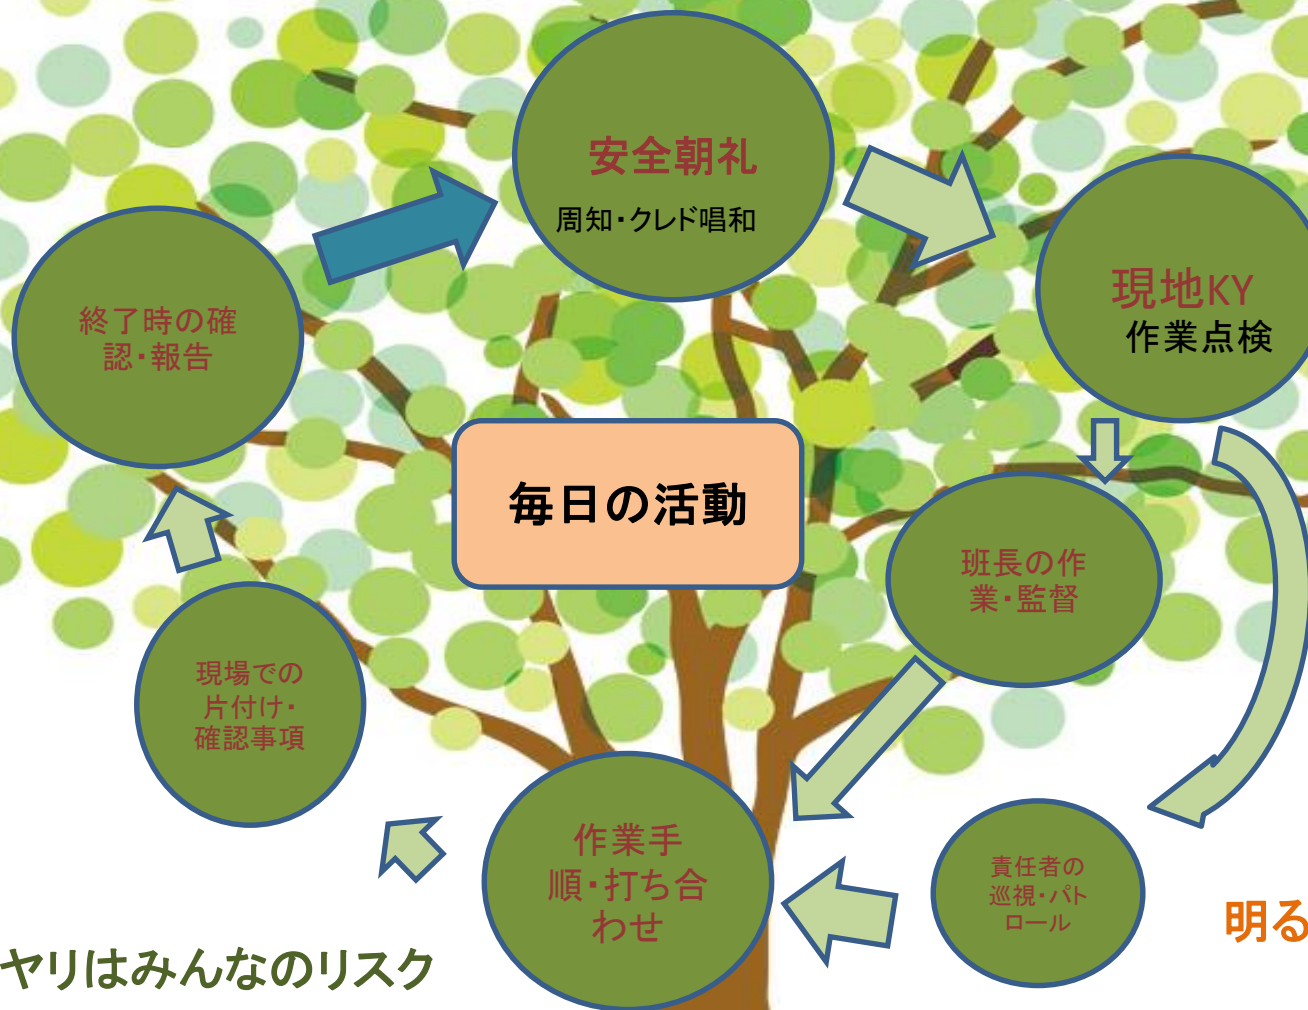 安全朝礼
周知・クレド唱和
現地KY
作業点検
終了時の確
認・報告
毎日の活動
班長の作
業・監督
現場での
片付け・
確認事項
作業手
順・打ち合
わせ
責任者の
巡視・パト
ロール
明る
ヤリはみんなのリスク